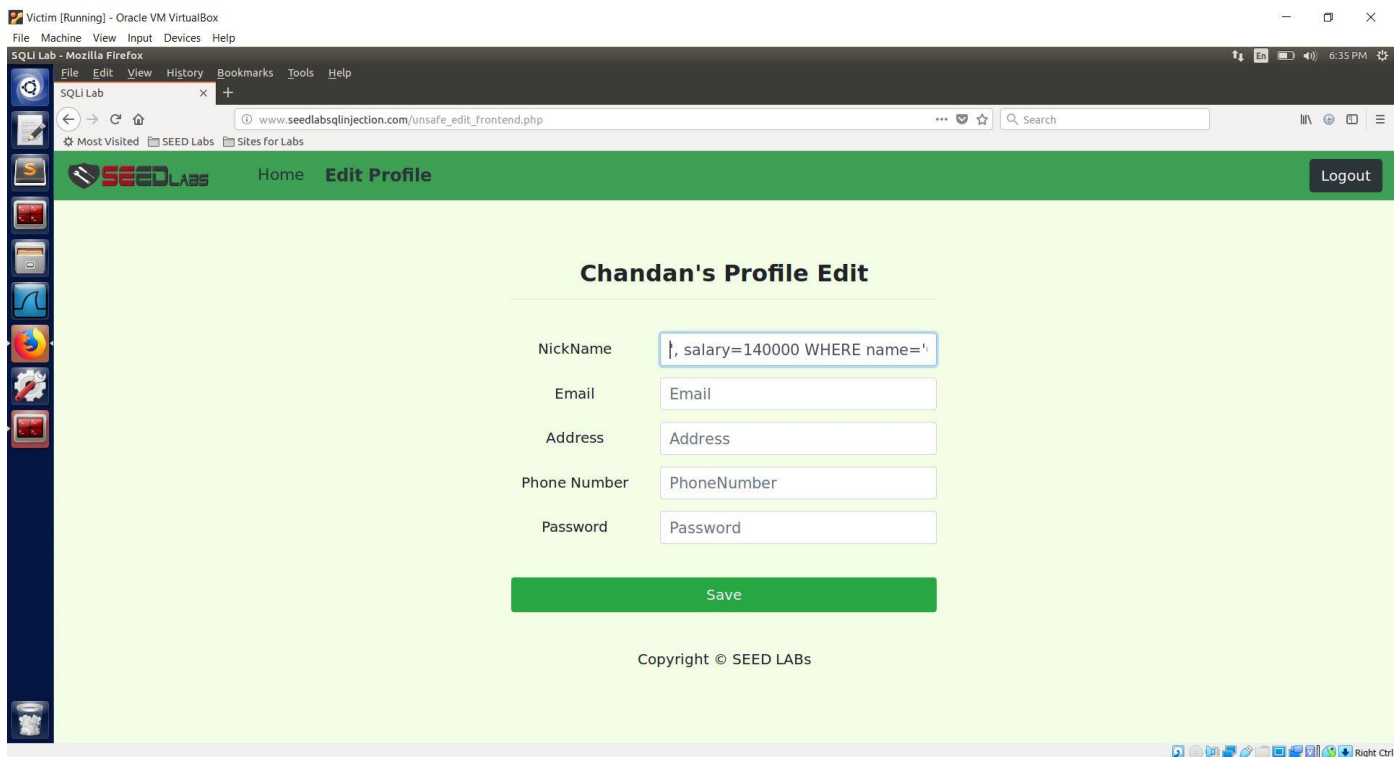 Victim [Running] - Oracle VM VirtualBox
File Machine View Input Devices Help
SQLi Lab - Mozilla Firefox
En 6:35 PM
File Edit View History Bookmarks Tools Help
SQLi Lab
www.seedlabsqlinjection.com/unsafe_edit_frontend.php
Search
Most Visited SEED Labs Sites for Labs
SEEDLABS Home Edit Profile Logout
Chandan's Profile Edit
NickName ', salary=140000 WHERE name='
Email Email
Address Address
Phone Number PhoneNumber
Password Password
Save
Copyright © SEED LABs
Right Ctrl